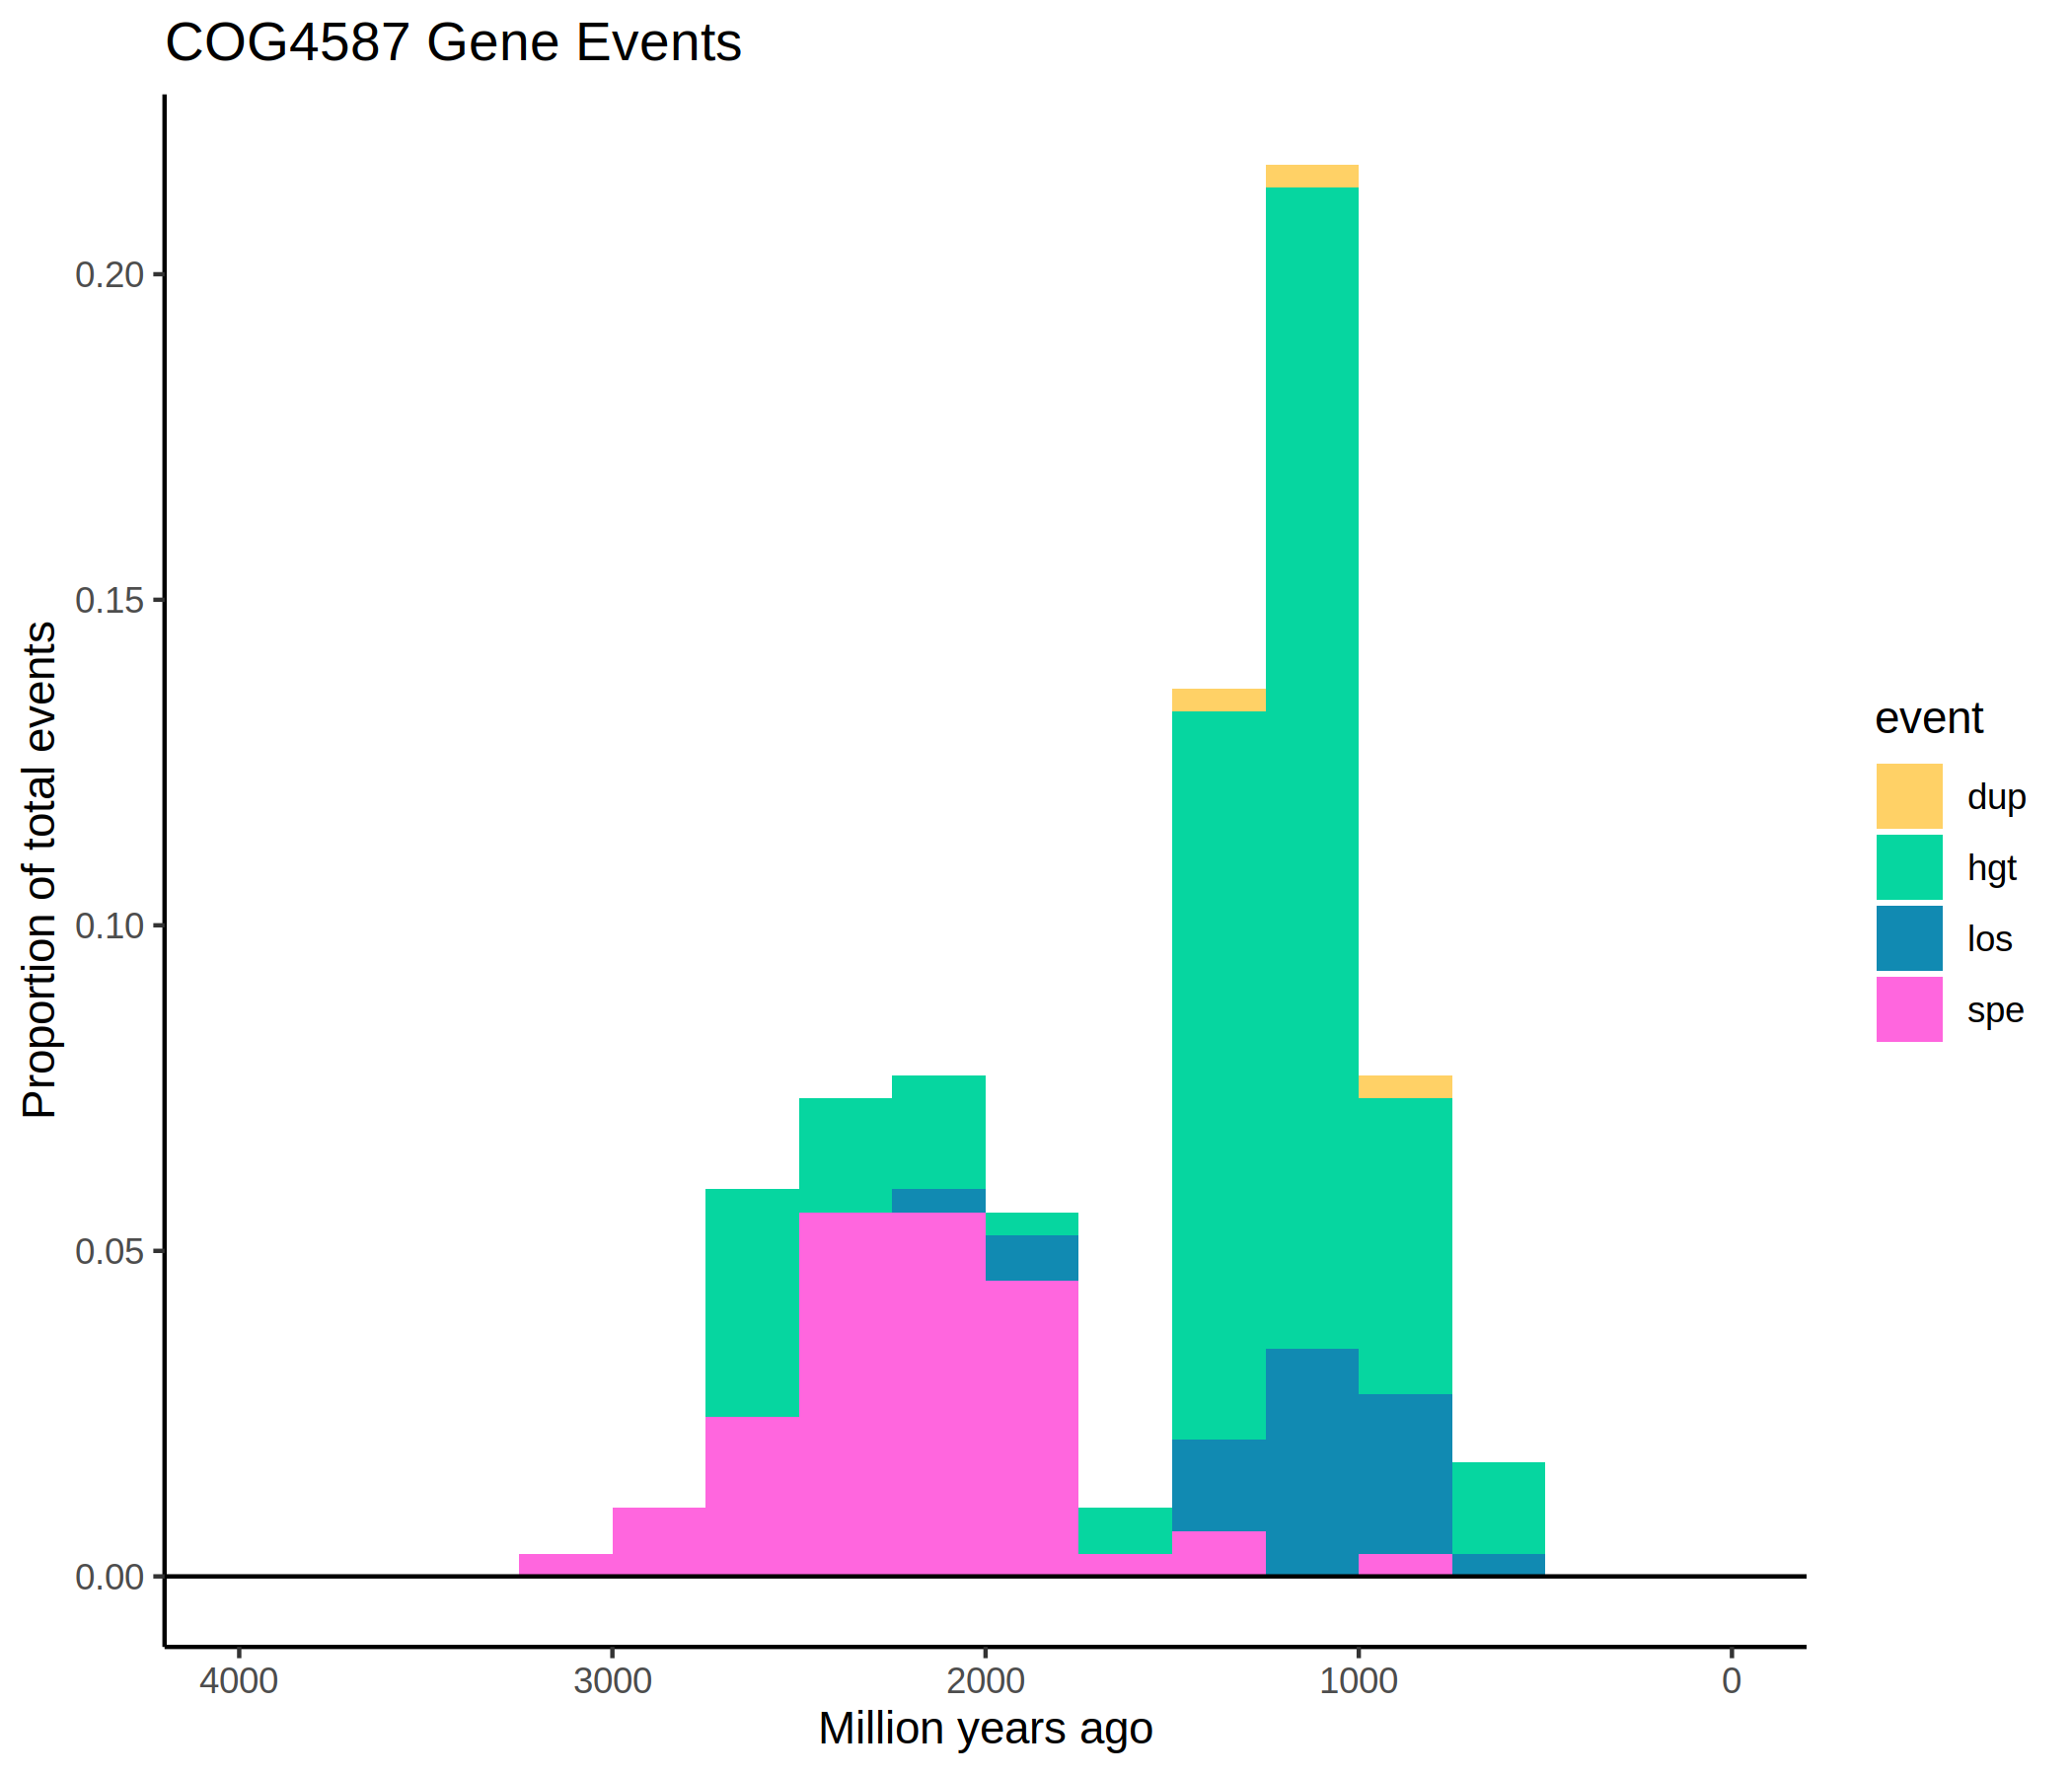 COG4587 Gene Events
Proportion of total events
0.20
0.15
0.10
0.05
0.00
4000 3000 2000 1000 0
Million years ago
event
dup
hgt
los
spe